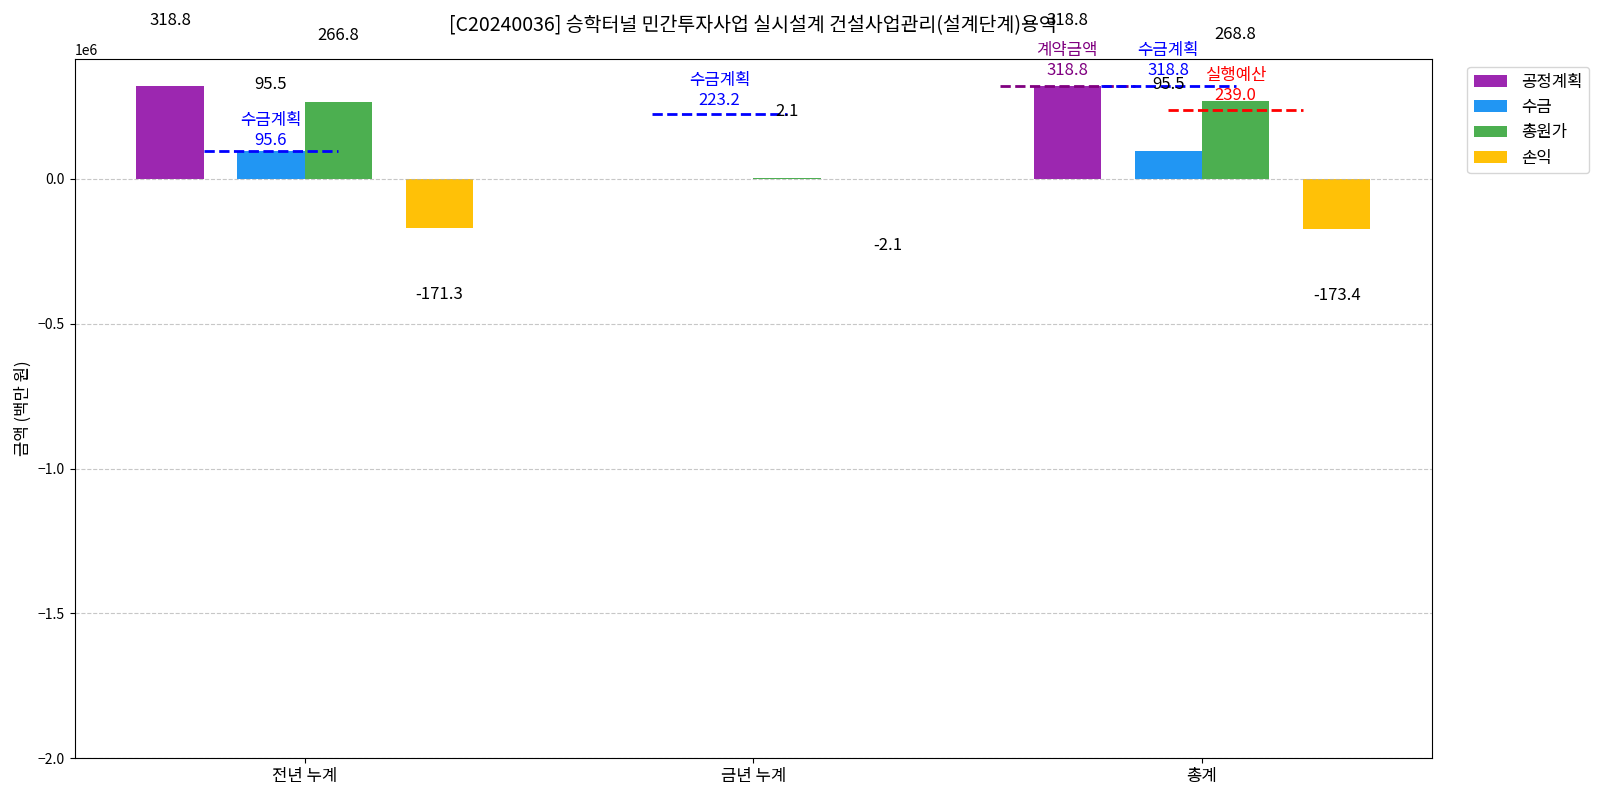 [C20240036] 승학터널 민간투자사업 실시설계 건설사업관리(설계단계)용역
318.8
266.8
318.8
268.8
1e6
95.5
수금계획
95.6
수금계획
223.2
2.1
계약금액
318.8
수금계획
318.8
95.5
실행예산
239.0
공정계획
수금
총원가
손익
0.0
-2.1
-171.3
-173.4
−0.5
−1.0
−1.5
−2.0
금액 (백만 원)
전년 누계
금년 누계
총계